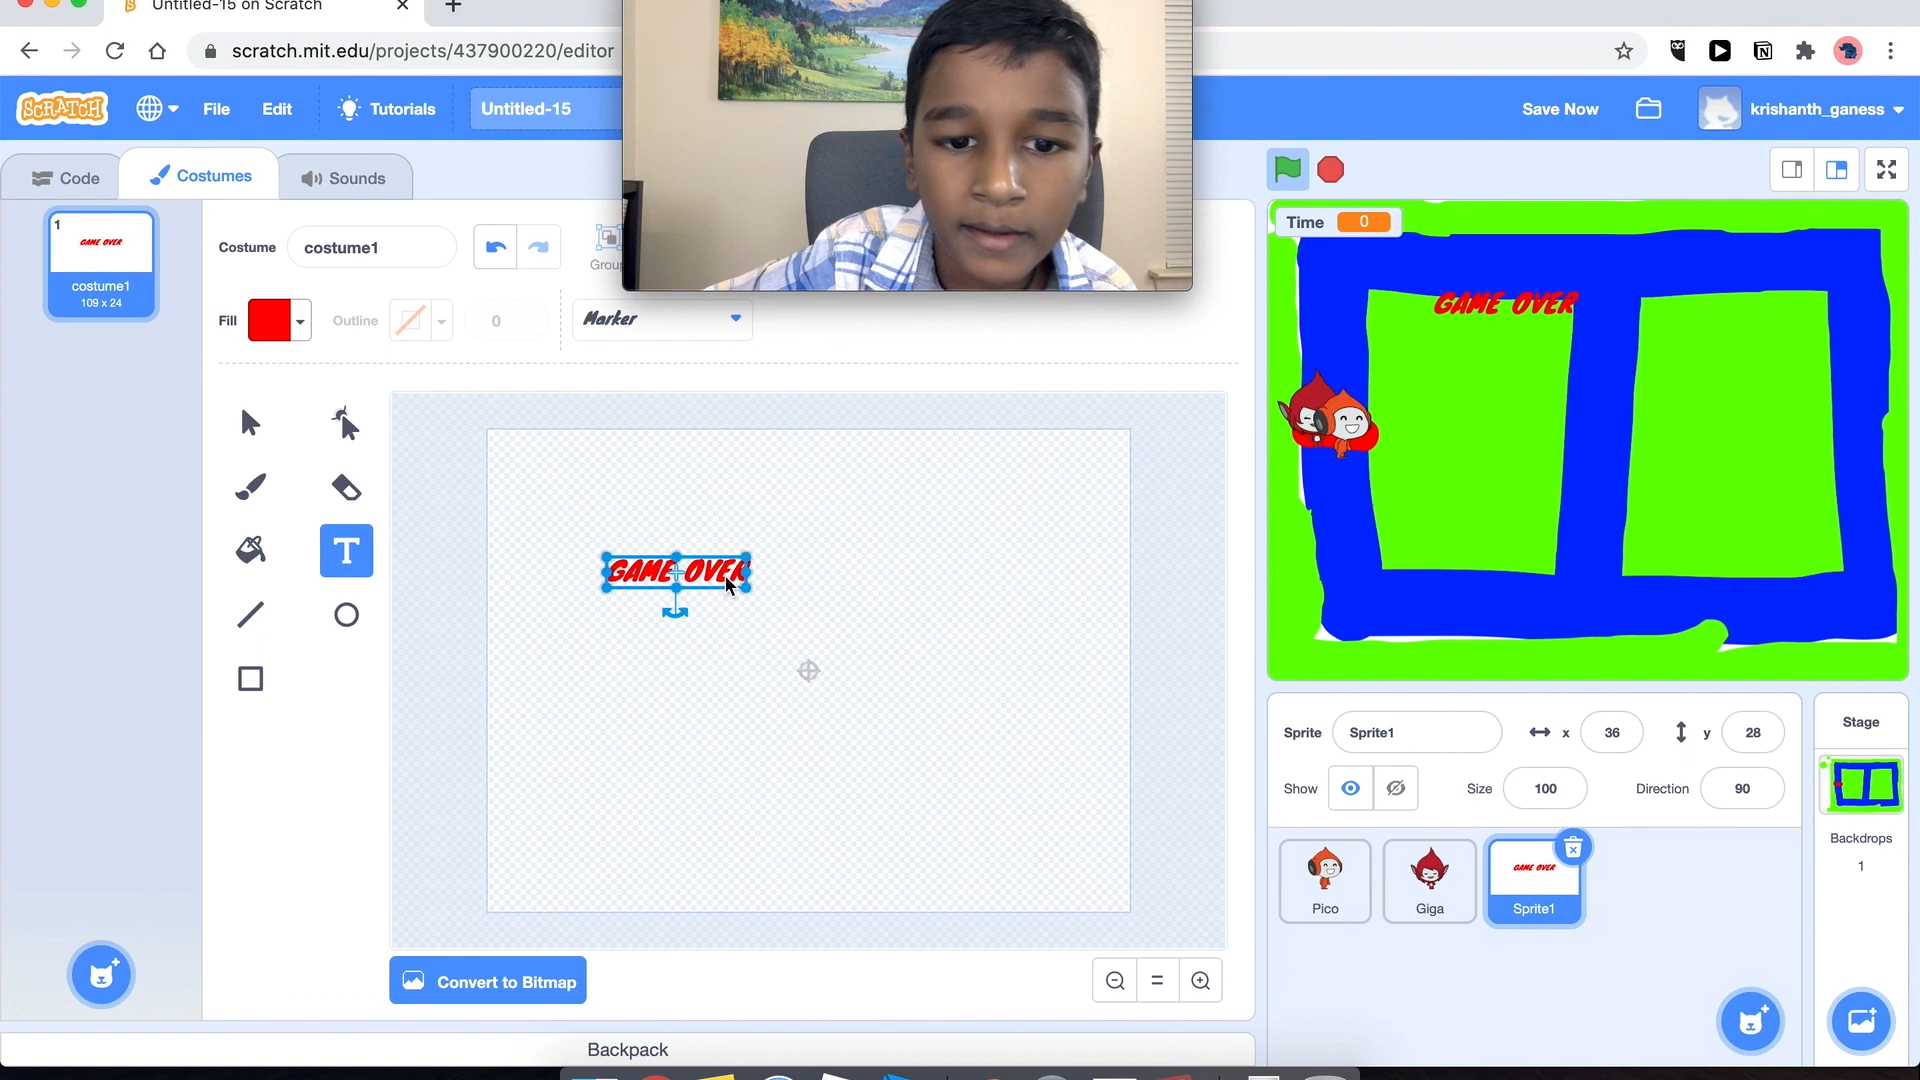 Untitled-15 on Scratch
scratch.mit.edu/projects/437900220/editor
SCRATCH
File
Edit
Tutorials
Untitled-15
Save Now
krishanth_ganess
Code
Costumes
Sounds
1
GAME OVER
costume1
109 x 24
Costume
costume1
Group
Fill
Outline
0
Marker
T
GAME OVER
Convert to Bitmap
Backpack
Time 0
GAME OVER
Sprite
Sprite1
x
36
y
28
Show
Size
100
Direction
90
Pico
Giga
GAME OVER
Sprite1
Stage
Backdrops
1